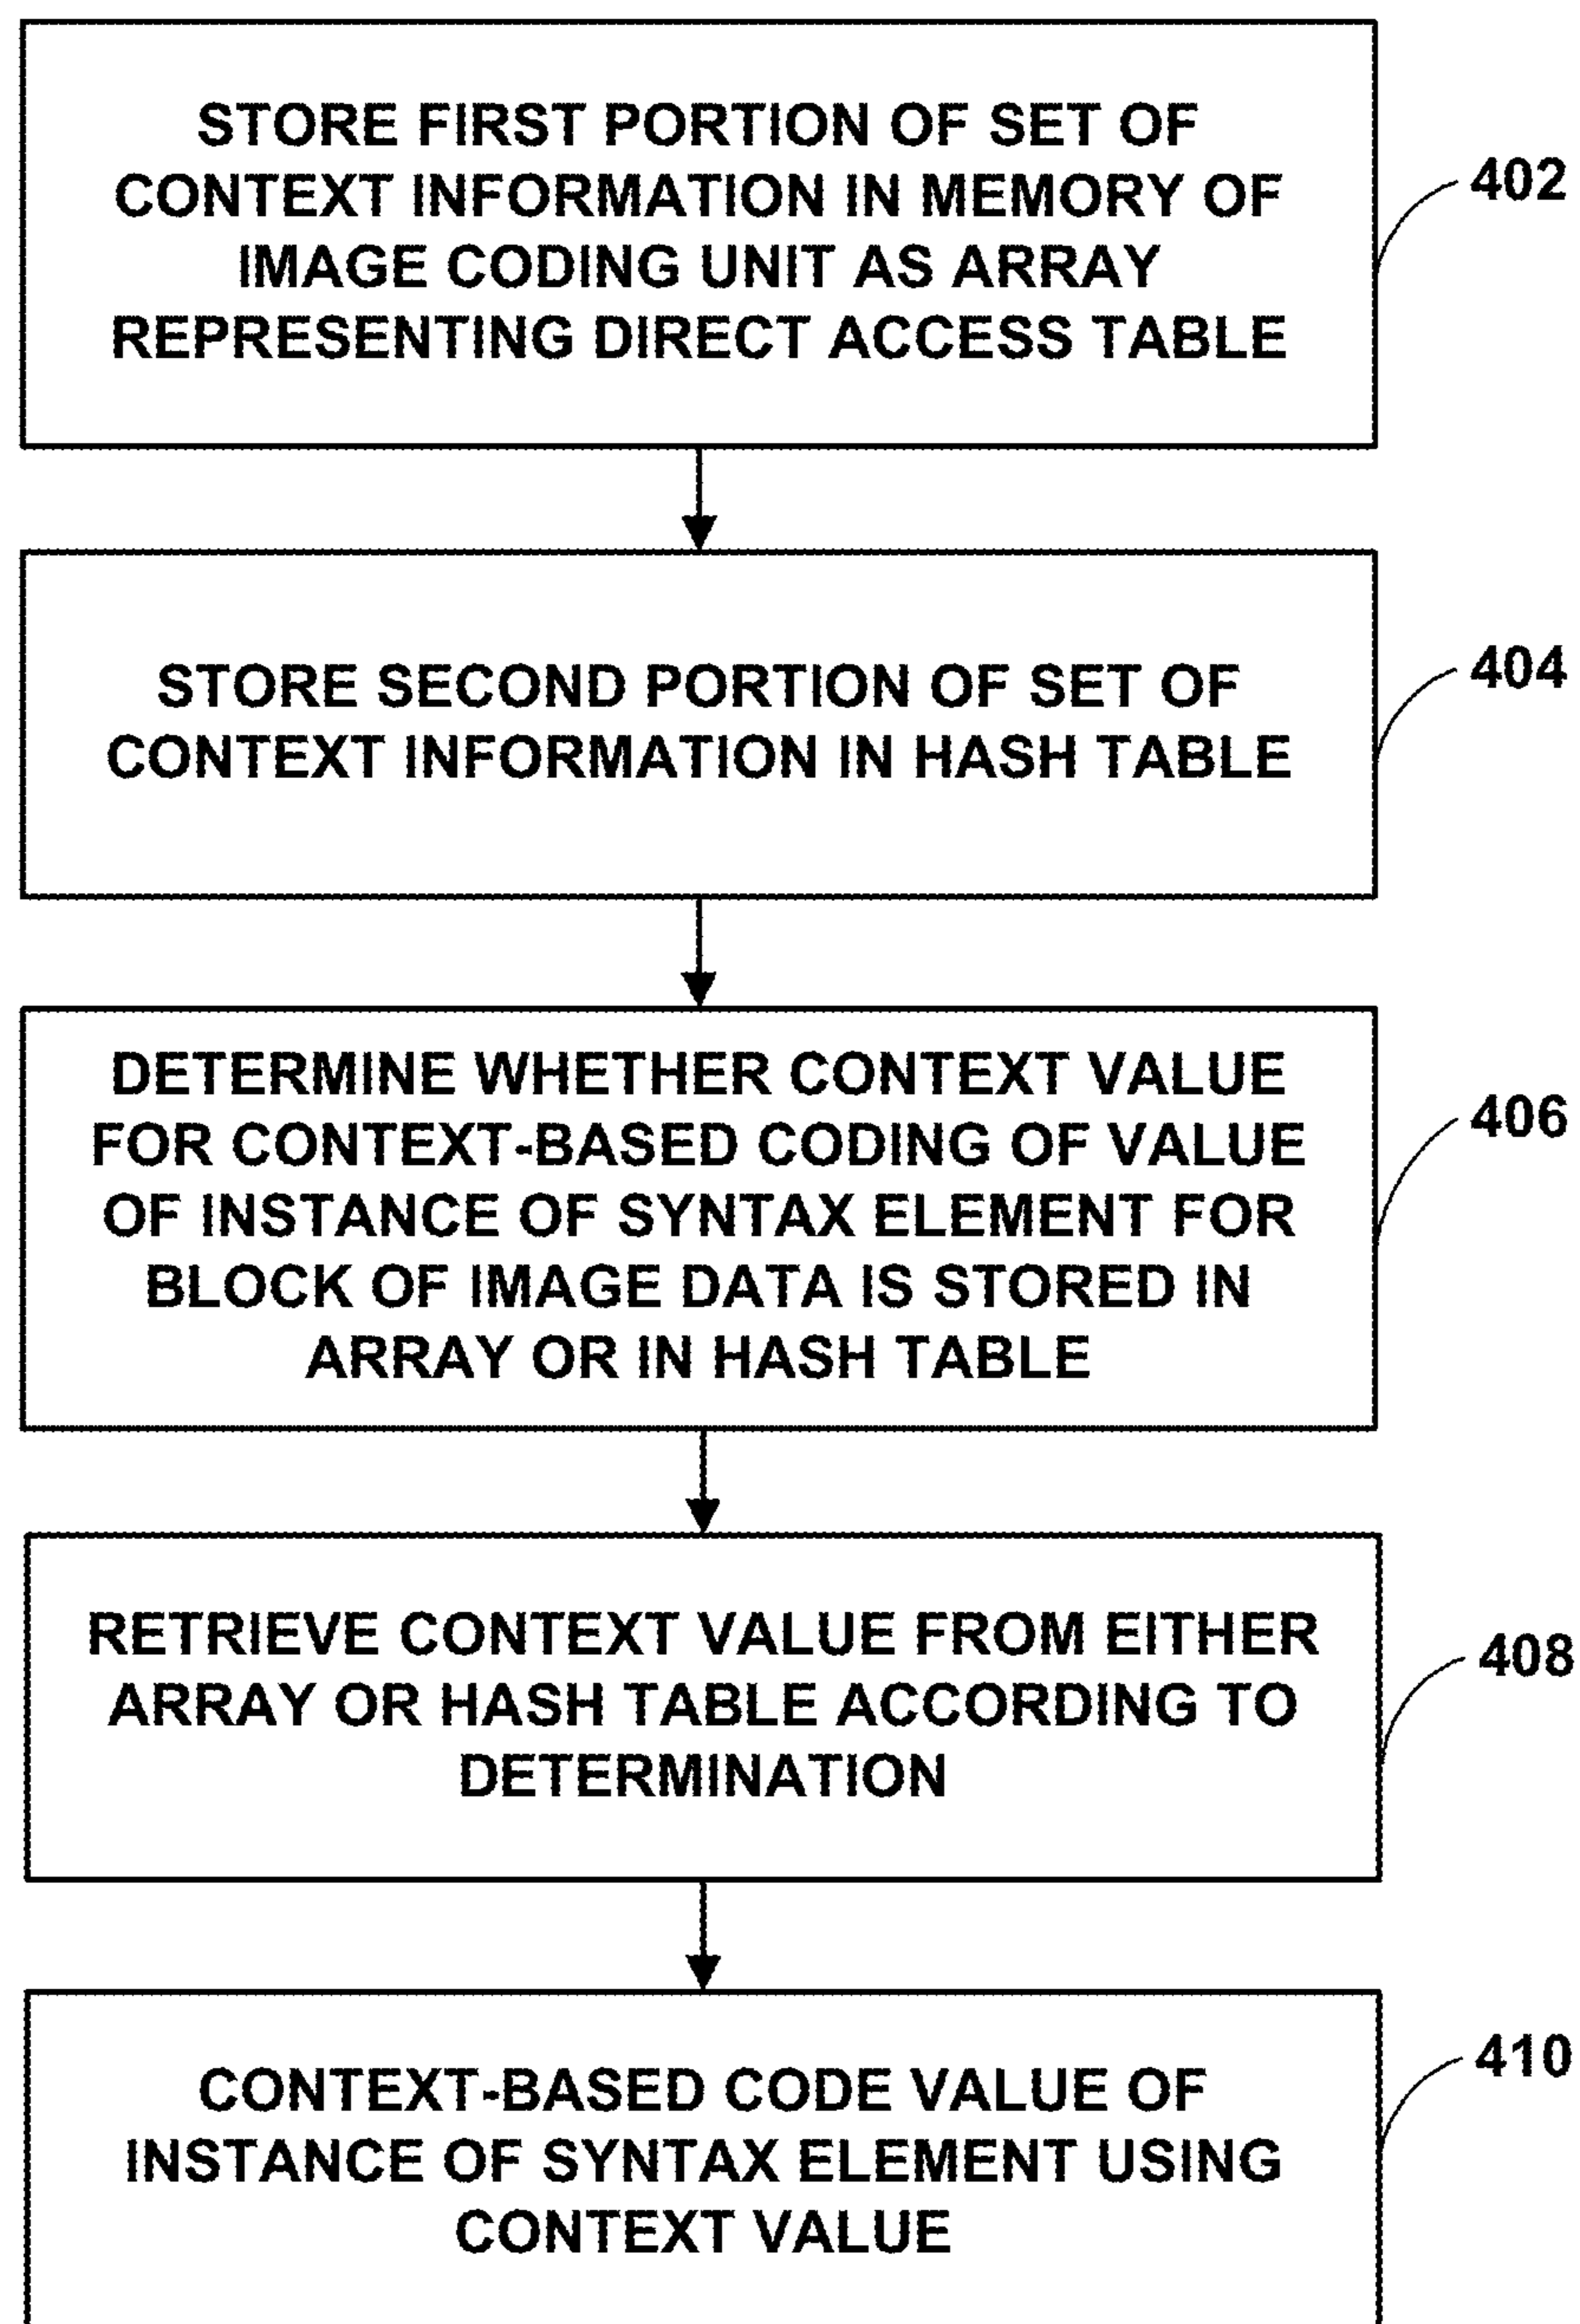 STORE FIRST PORTION OF SET OF
CONTEXT INFORMATION IN MEMORY OF
IMAGE CODING UNIT AS ARRAY
REPRESENTING DIRECT ACCESS TABLE
402
STORE SECOND PORTION OF SET OF
CONTEXT INFORMATION IN HASH TABLE
404
DETERMINE WHETHER CONTEXT VALUE
FOR CONTEXT-BASED CODING OF VALUE
OF INSTANCE OF SYNTAX ELEMENT FOR
BLOCK OF IMAGE DATA IS STORED IN
ARRAY OR IN HASH TABLE
406
RETRIEVE CONTEXT VALUE FROM EITHER
ARRAY OR HASH TABLE ACCORDING TO
DETERMINATION
408
CONTEXT-BASED CODE VALUE OF
INSTANCE OF SYNTAX ELEMENT USING
CONTEXT VALUE
410